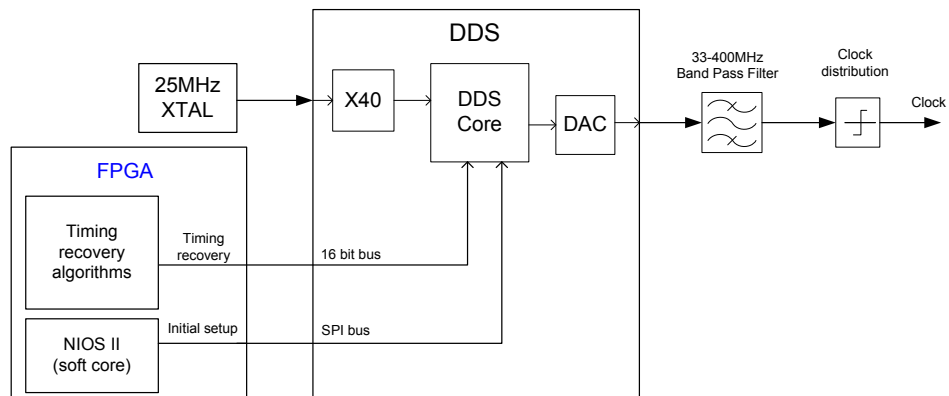 DDS
33-400MHz
Band Pass Filter
Clock
distribution
25MHz
XTAL
X40
DDS
Core
DAC
Clock
FPGA
Timing
recovery
algorithms
Timing
recovery
16 bit bus
NIOS II
(soft core)
Initial setup
SPI bus